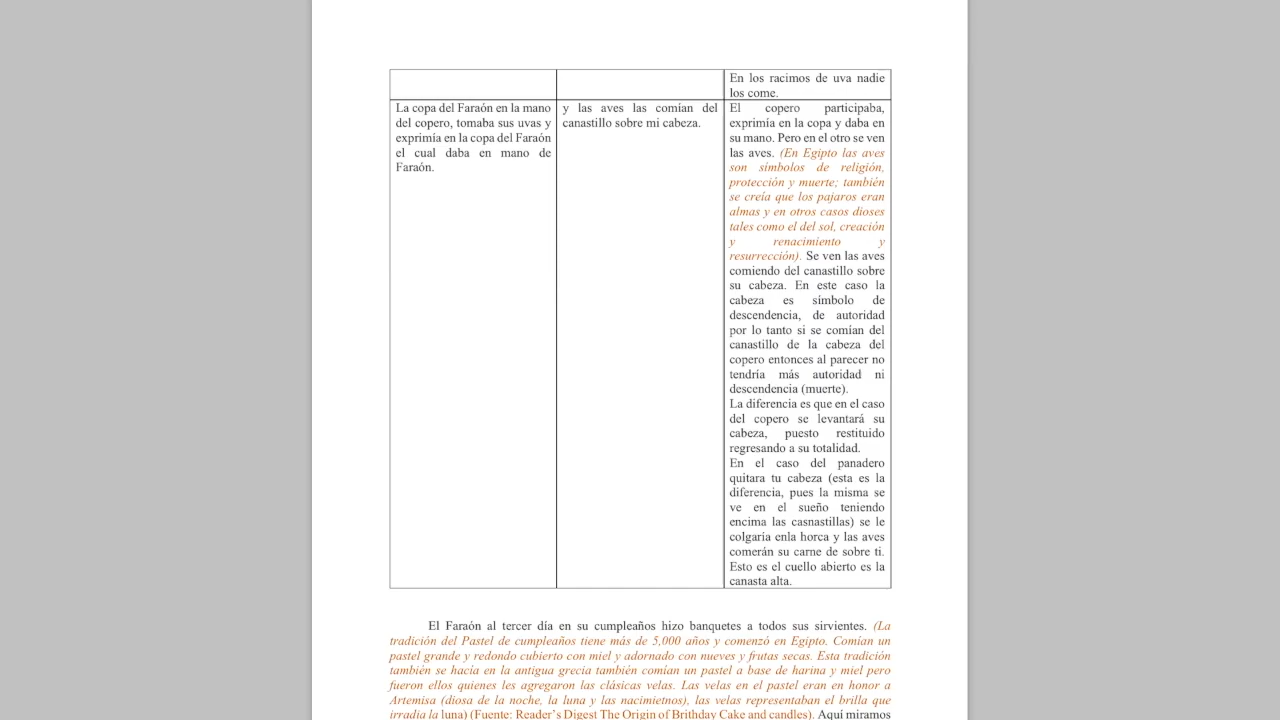 En los racimos de uva nadie
los come.
La copa del Faraón en la mano
del copero, tomaba sus uvas y
exprimía en la copa del Faraón
el cual daba en mano de
Faraón.
y las aves las comían del
canastillo sobre mi cabeza.
El copero participaba,
exprimía en la copa y daba en
su mano. Pero en el otro se ven
las aves. (En Egipto las aves
son símbolos de religión,
protección y muerte; también
se creía que los pajaros eran
almas y en otros casos dioses
tales como el del sol, creación
y renacimiento y
resurrección). Se ven las aves
comiendo del canastillo sobre
su cabeza. En este caso la
cabeza es símbolo de
descendencia, de autoridad
por lo tanto si se comían del
canastillo de la cabeza del
copero entonces al parecer no
tendría más autoridad ni
descendencia (muerte).
La diferencia es que en el caso
del copero se levantará su
cabeza, puesto restituido
regresando a su totalidad.
En el caso del panadero
quitara tu cabeza (esta es la
diferencia, pues la misma se
ve en el sueño teniendo
encima las casnastillas) se le
colgaría enla horca y las aves
comerán su carne de sobre ti.
Esto es el cuello abierto es la
canasta alta.
El Faraón al tercer día en su cumpleaños hizo banquetes a todos sus sirvientes. (La
tradición del Pastel de cumpleaños tiene más de 5,000 años y comenzó en Egipto. Comían un
pastel grande y redondo cubierto con miel y adornado con nueves y frutas secas. Esta tradición
también se hacía en la antigua grecia también comían un pastel a base de harina y miel pero
fueron ellos quienes les agregaron las clásicas velas. Las velas en el pastel eran en honor a
Artemisa (diosa de la noche, la luna y las nacimietnos), las velas representaban el brilla que
irradia la luna) (Fuente: Reader's Digest The Origin of Brithday Cake and candles). Aquí miramos